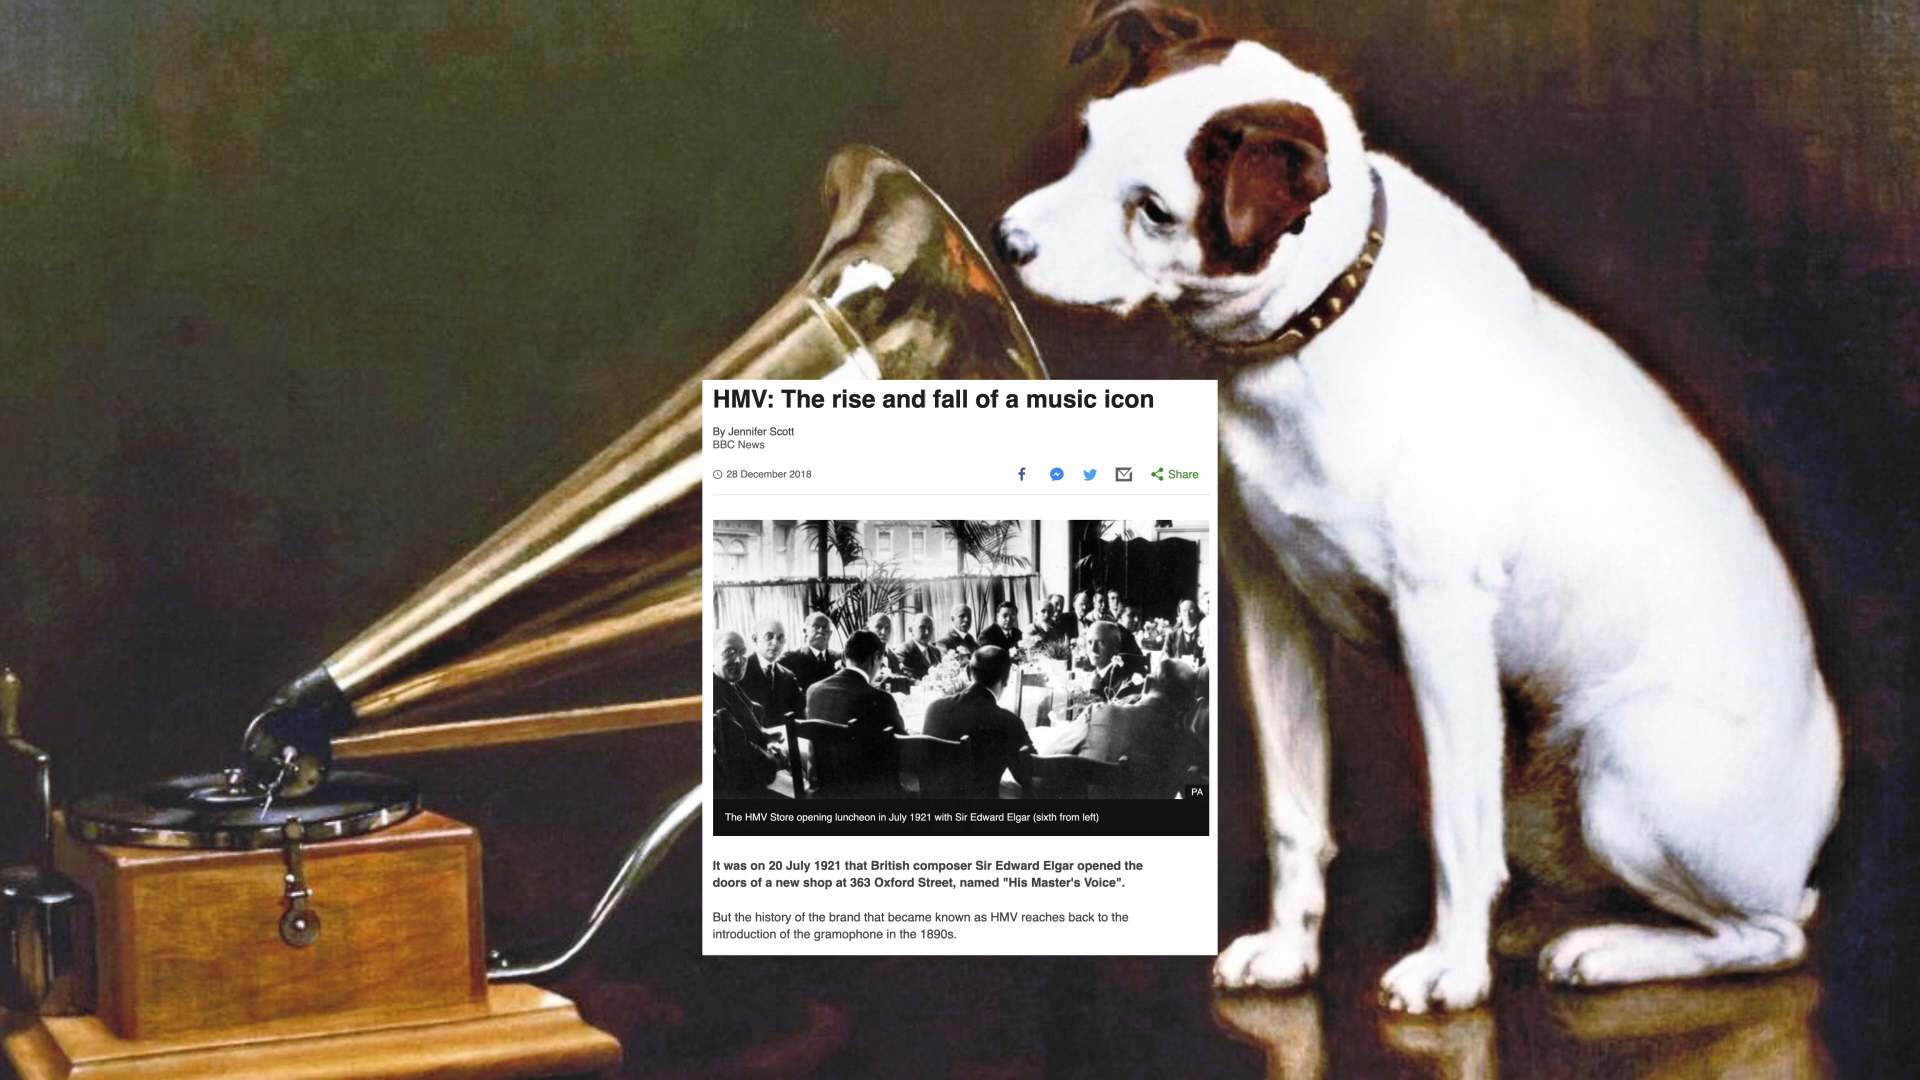 HMV: The rise and fall of a music icon
By Jennifer Scott
BBC News
28 December 2018
Share
PA
The HMV Store opening luncheon in July 1921 with Sir Edward Elgar (sixth from left)
It was on 20 July 1921 that British composer Sir Edward Elgar opened the
doors of a new shop at 363 Oxford Street, named "His Master's Voice".
But the history of the brand that became known as HMV reaches back to the
introduction of the gramophone in the 1890s.